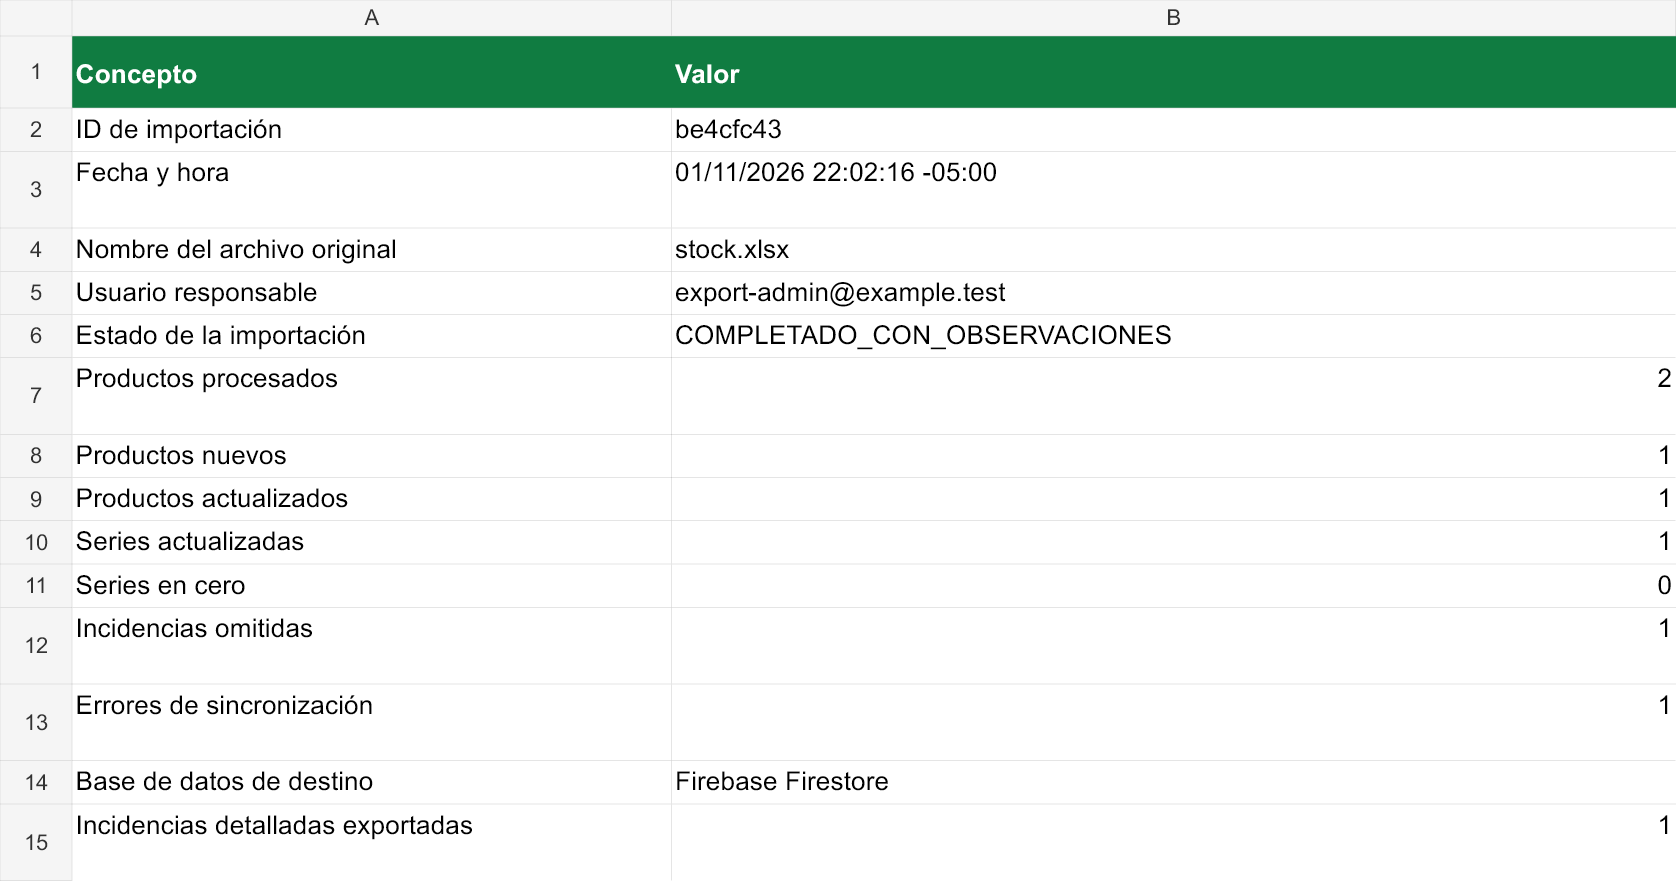 A B
1 Concepto Valor
2 ID de importación be4cfc43
3 Fecha y hora 01/11/2026 22:02:16 -05:00
4 Nombre del archivo original stock.xlsx
5 Usuario responsable export-admin@example.test
6 Estado de la importación COMPLETADO_CON_OBSERVACIONES
7 Productos procesados 2
8 Productos nuevos 1
9 Productos actualizados 1
10 Series actualizadas 1
11 Series en cero 0
12 Incidencias omitidas 1
13 Errores de sincronización 1
14 Base de datos de destino Firebase Firestore
15 Incidencias detalladas exportadas 1